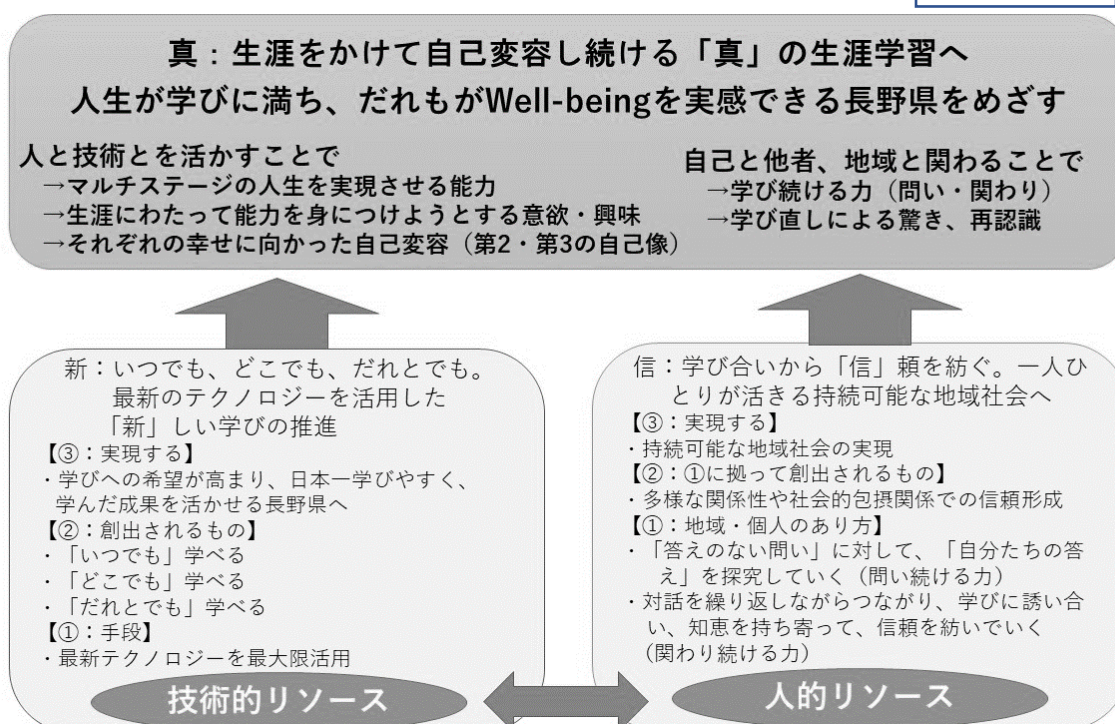 真：生涯をかけて自己変容し続ける「真」の生涯学習へ
人生が学びに満ち、だれもがWell-beingを実感できる長野県をめざす
人と技術とを活かすことで
→マルチステージの人生を実現させる能力
→生涯にわたって能力を身につけようとする意欲・興味
→それぞれの幸せに向かった自己変容（第2・第3の自己像）
自己と他者、地域と関わることで
→学び続ける力（問い・関わり）
→学び直しによる驚き、再認識
新：いつでも、どこでも、だれとでも。
最新のテクノロジーを活用した
「新」しい学びの推進
【③：実現する】
・学びへの希望が高まり、日本一学びやすく、
学んだ成果を活かせる長野県へ
【②：創出されるもの】
・「いつでも」学べる
・「どこでも」学べる
・「だれとでも」学べる
【①：手段】
・最新テクノロジーを最大限活用
技術的リソース
信：学び合いから「信」頼を紡ぐ。一人ひ
とりが活きる持続可能な地域社会へ
【③：実現する】
・持続可能な地域社会の実現
【②：①に拠って創出されるもの】
・多様な関係性や社会的包摂関係での信頼形成
【①：地域・個人のあり方】
・「答えのない問い」に対して、「自分たちの答
え」を探究していく（問い続ける力）
・対話を繰り返しながらつながり、学びに誘い合
い、知恵を持ち寄って、信頼を紡いでいく
（関わり続ける力）
人的リソース